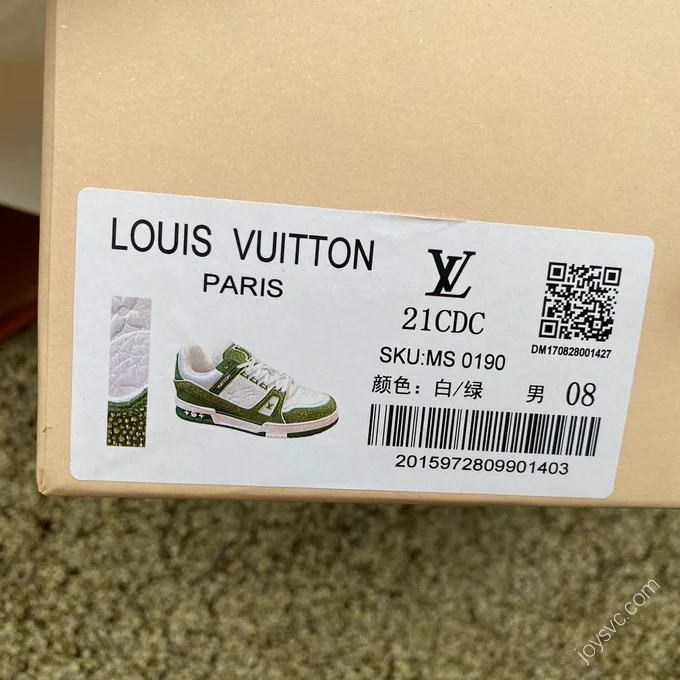 LOUIS VUITTON
PARIS
LV
21CDC
SKU:MS 0190
颜色：白/绿 男 08
DM170828001427
2015972809901403
joysvc.com